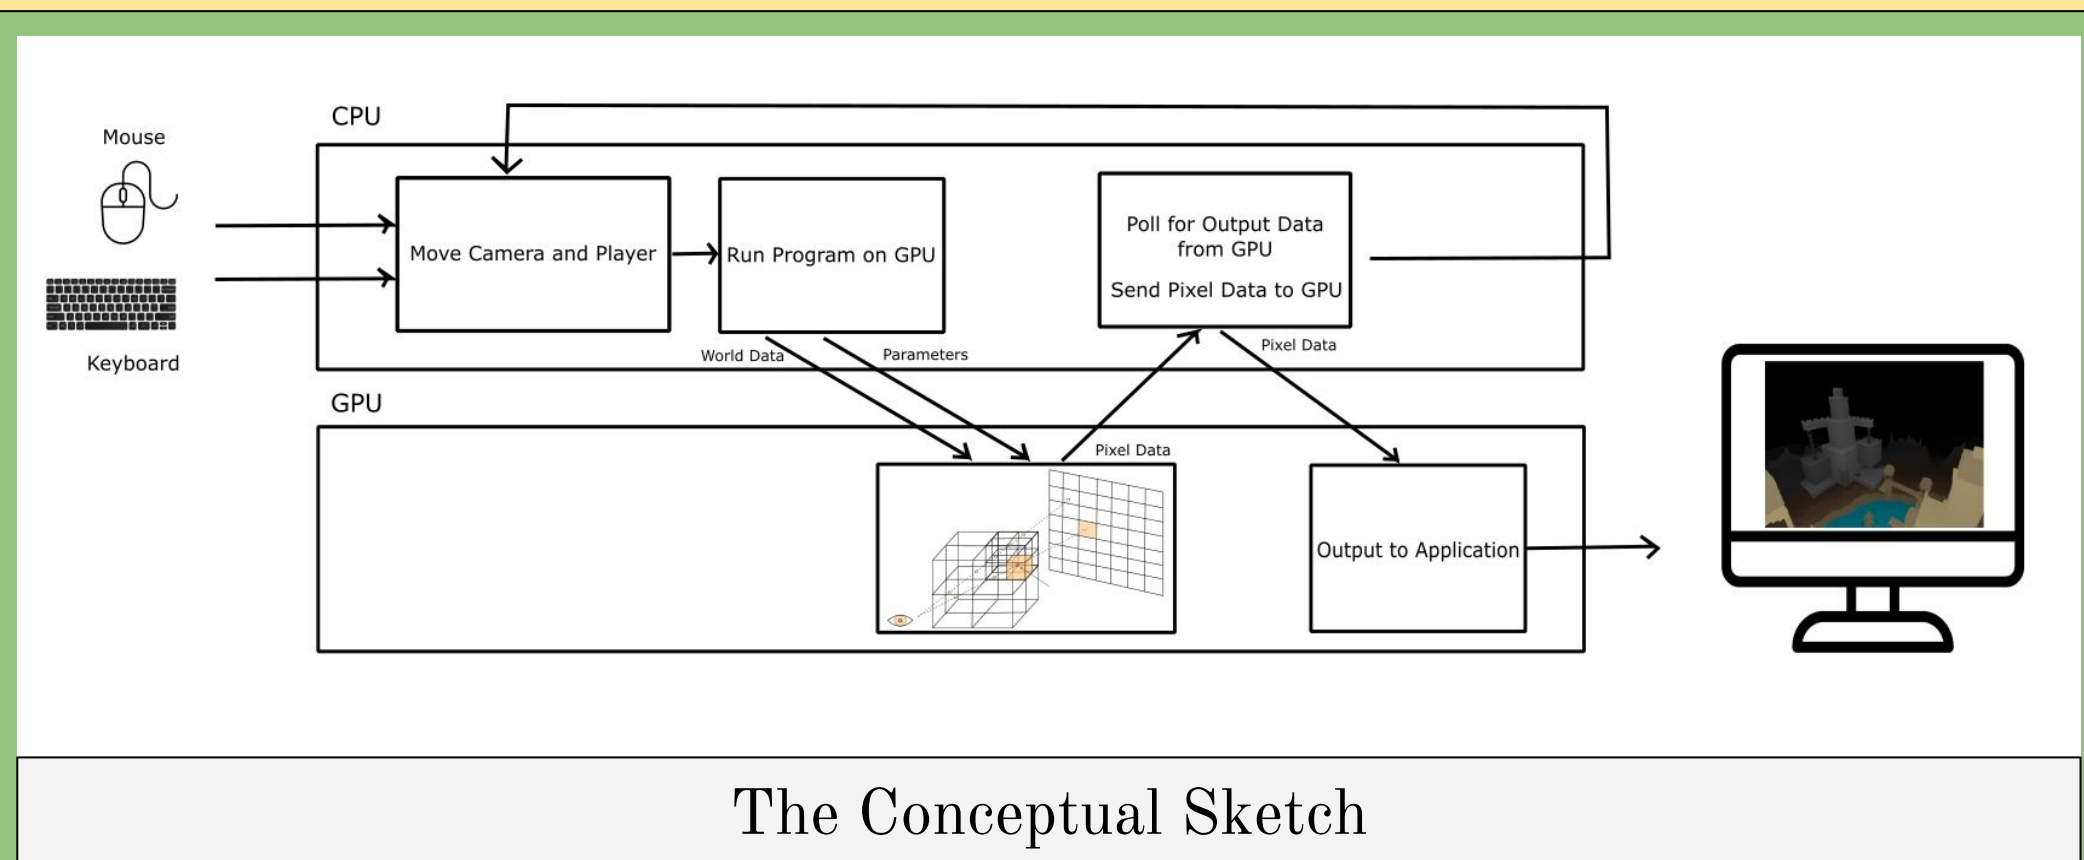 CPU
Mouse
Keyboard
Move Camera and Player
Run Program on GPU
Poll for Output Data
from GPU
Send Pixel Data to GPU
World Data
Parameters
Pixel Data
GPU
Pixel Data
Output to Application
The Conceptual Sketch